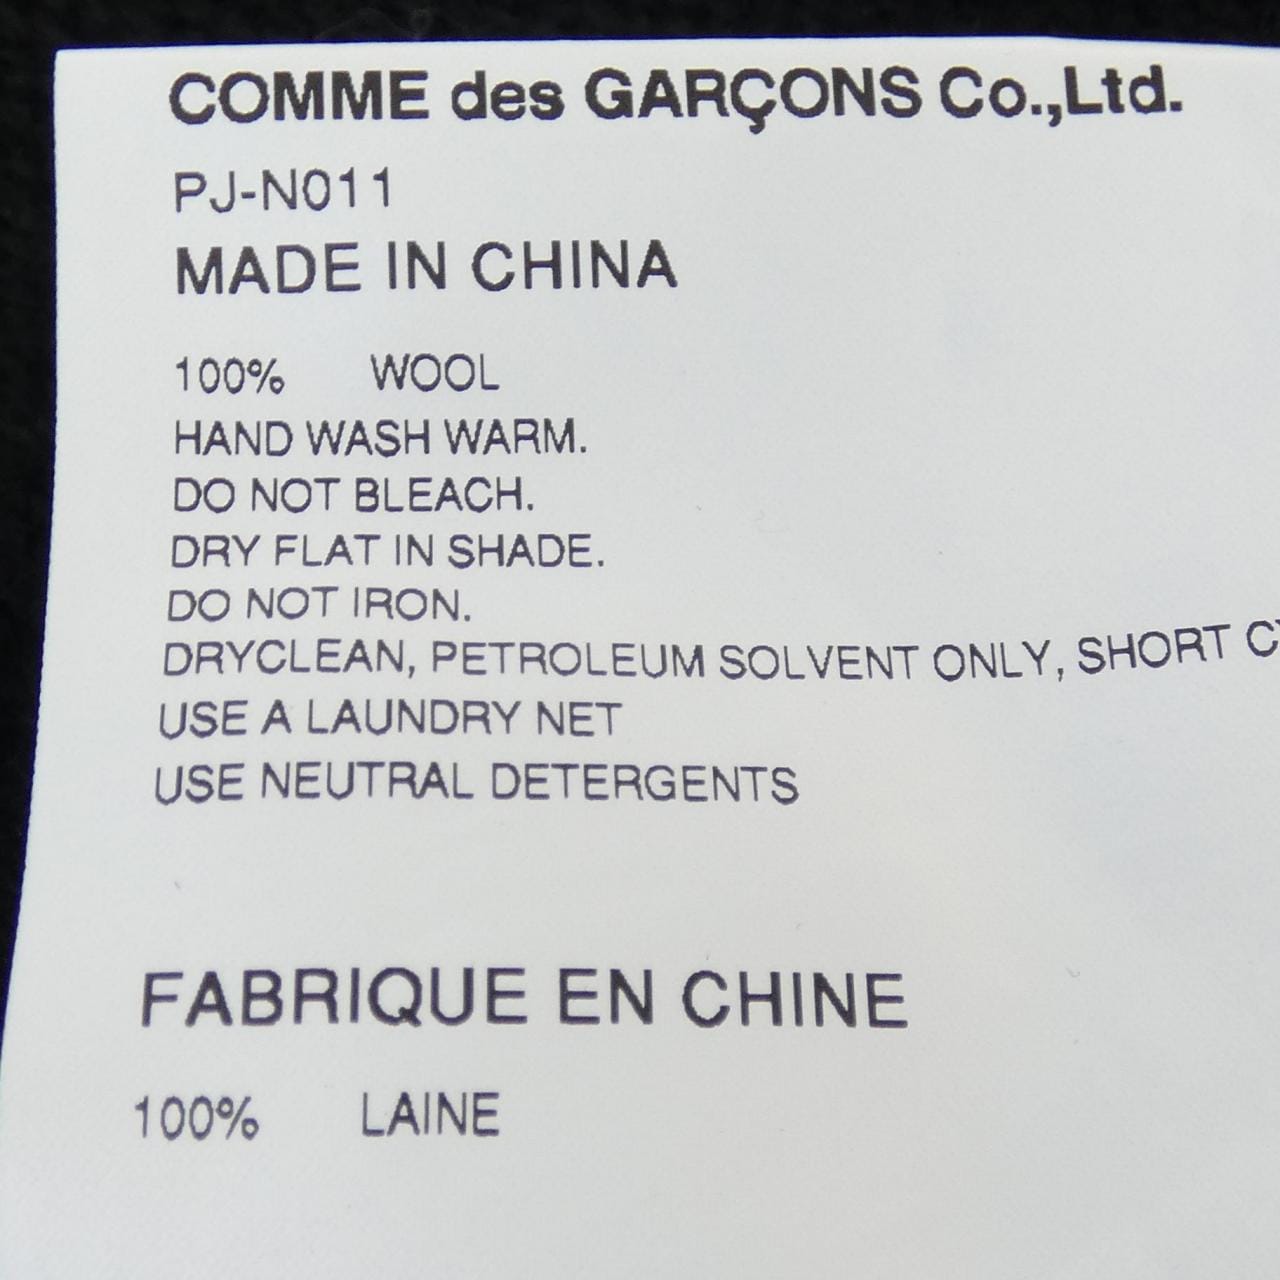 COMME des GARÇONS Co.,Ltd.
PJ-N011
MADE IN CHINA
100% WOOL
HAND WASH WARM.
DO NOT BLEACH.
DRY FLAT IN SHADE.
DO NOT IRON.
DRYCLEAN, PETROLEUM SOLVENT ONLY, SHORT
USE A LAUNDRY NET
USE NEUTRAL DETERGENTS
FABRIQUE EN CHINE
100% LAINE